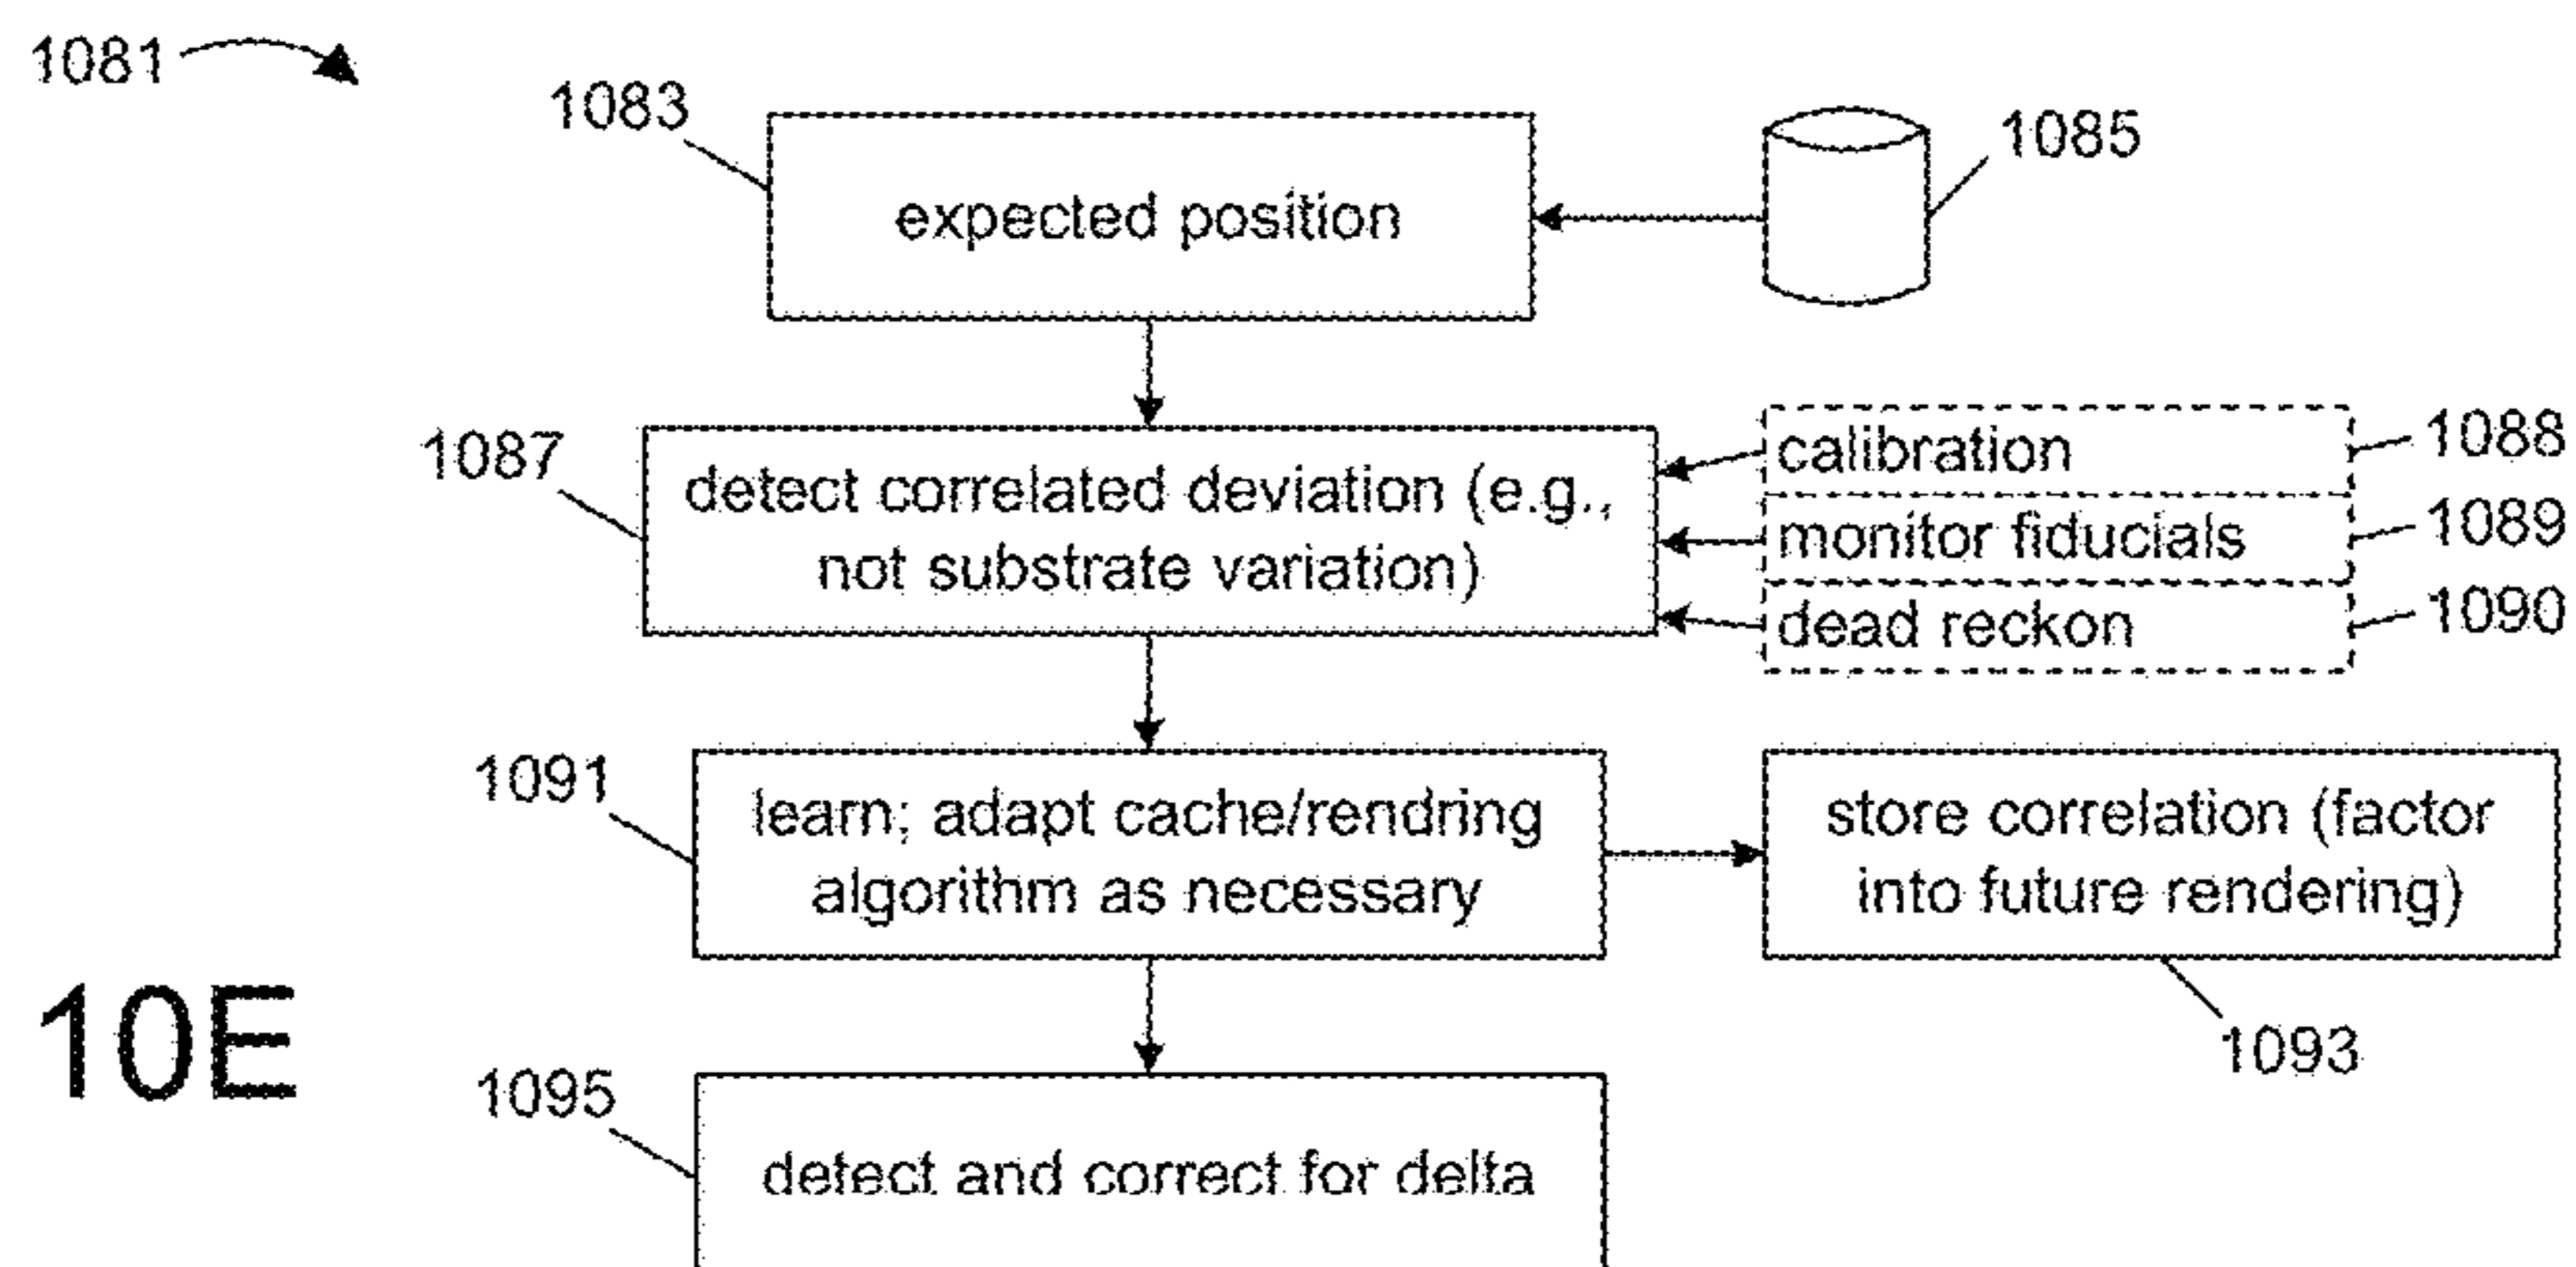 1081
1083
expected position
1085
1087
detect correlated deviation (e.g.,
not substrate variation)
calibration
1088
monitor fiducials
1089
dead reckon
1090
1091
learn; adapt cache/rendring
algorithm as necessary
store correlation (factor
into future rendering)
1093
10E
1095
detect and correct for delta